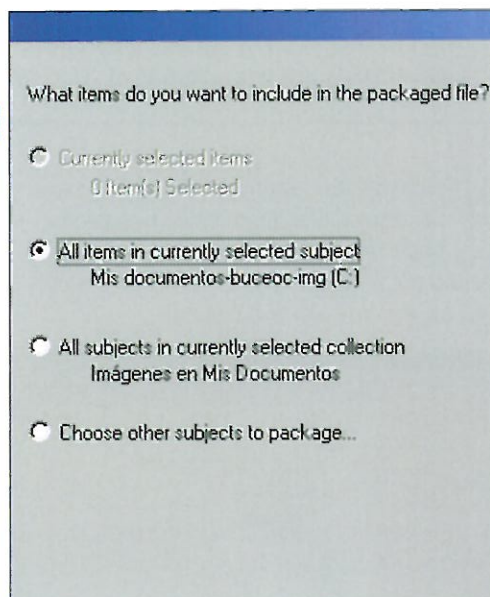 What items do you want to include in the packaged file?
Currently selected items
0 Item(s) Selected
All items in currently selected subject
Mis documentos-buceoc-img (C:)
All subjects in currently selected collection
Imágenes en Mis Documentos
Choose other subjects to package...